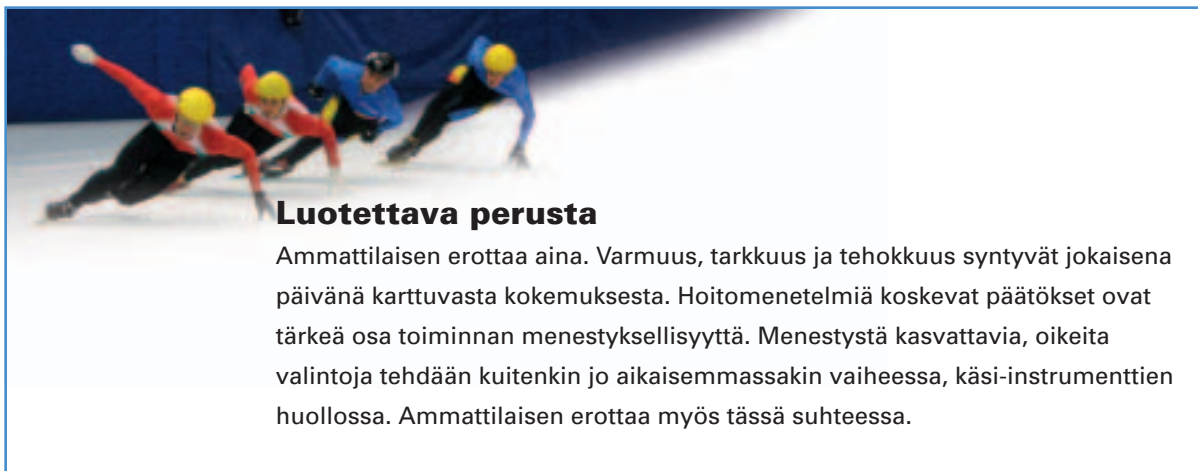 Luotettava perusta
Ammattilaisen erottaa aina. Varmuus, tarkkuus ja tehokkuus syntyvät jokaisena
päivänä karttuvasta kokemuksesta. Hoitomenetelmiä koskevat päätökset ovat
tärkeä osa toiminnan menestyksellisyyttä. Menestystä kasvattavia, oikeita
valintoja tehdään kuitenkin jo aikaisemmassakin vaiheessa, käsi-instrumenttien
huollossa. Ammattilaisen erottaa myös tässä suhteessa.